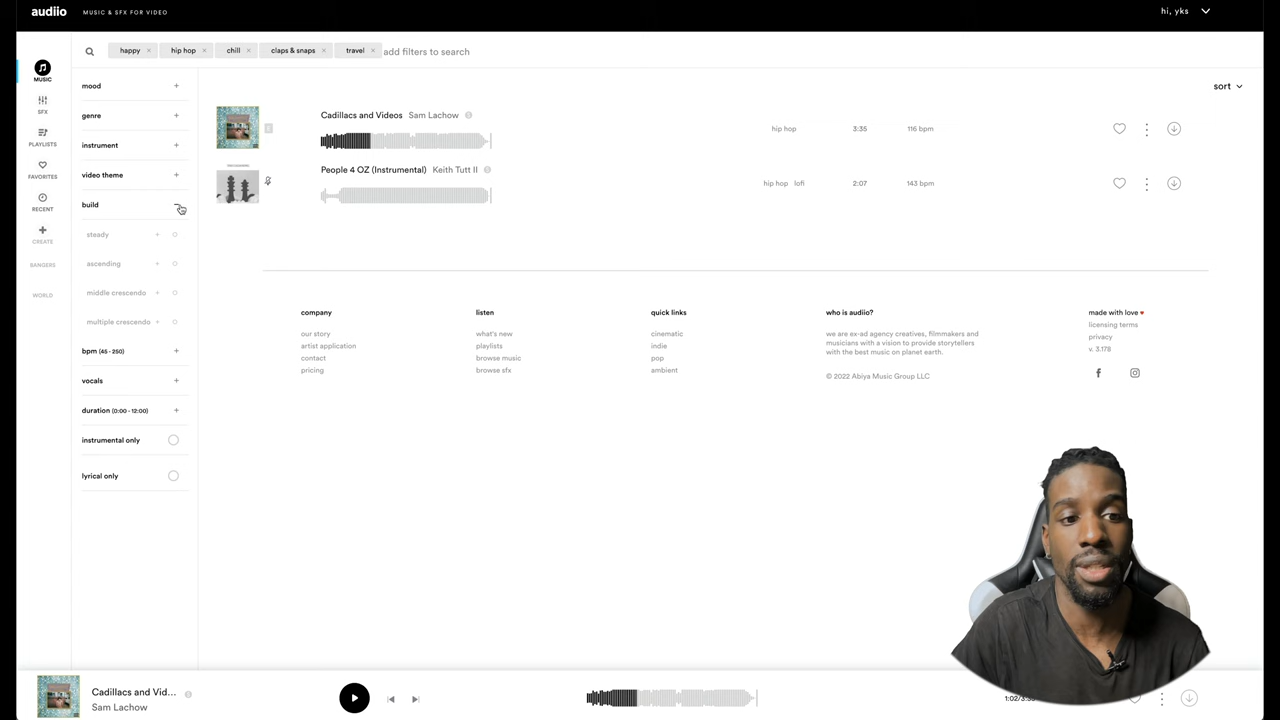 audiio MUSIC & SFX FOR VIDEO
hi, yks
happy × hip hop × chill × claps & snaps × travel × add filters to search
MUSIC
SFX
PLAYLISTS
FAVORITES
RECENT
CREATE
BANGERS
WORLD
mood +
genre +
instrument +
video theme +
build
steady +
ascending +
middle crescendo +
multiple crescendo +
bpm (45 - 250) +
vocals +
duration (0:00 - 12:00) +
instrumental only
lyrical only
sort
Cadillacs and Videos Sam Lachow
hip hop 3:35 116 bpm
People 4 OZ (Instrumental) Keith Tutt II
hip hop lofi 2:07 143 bpm
company
our story
artist application
contact
pricing
listen
what's new
playlists
browse music
browse sfx
quick links
cinematic
indie
pop
ambient
who is audiio?
we are ex-ad agency creatives, filmmakers and
musicians with a vision to provide storytellers
with the best music on planet earth.
© 2022 Abiya Music Group LLC
made with love ♥
licensing terms
privacy
v. 3.178
Cadillacs and Vid...
Sam Lachow